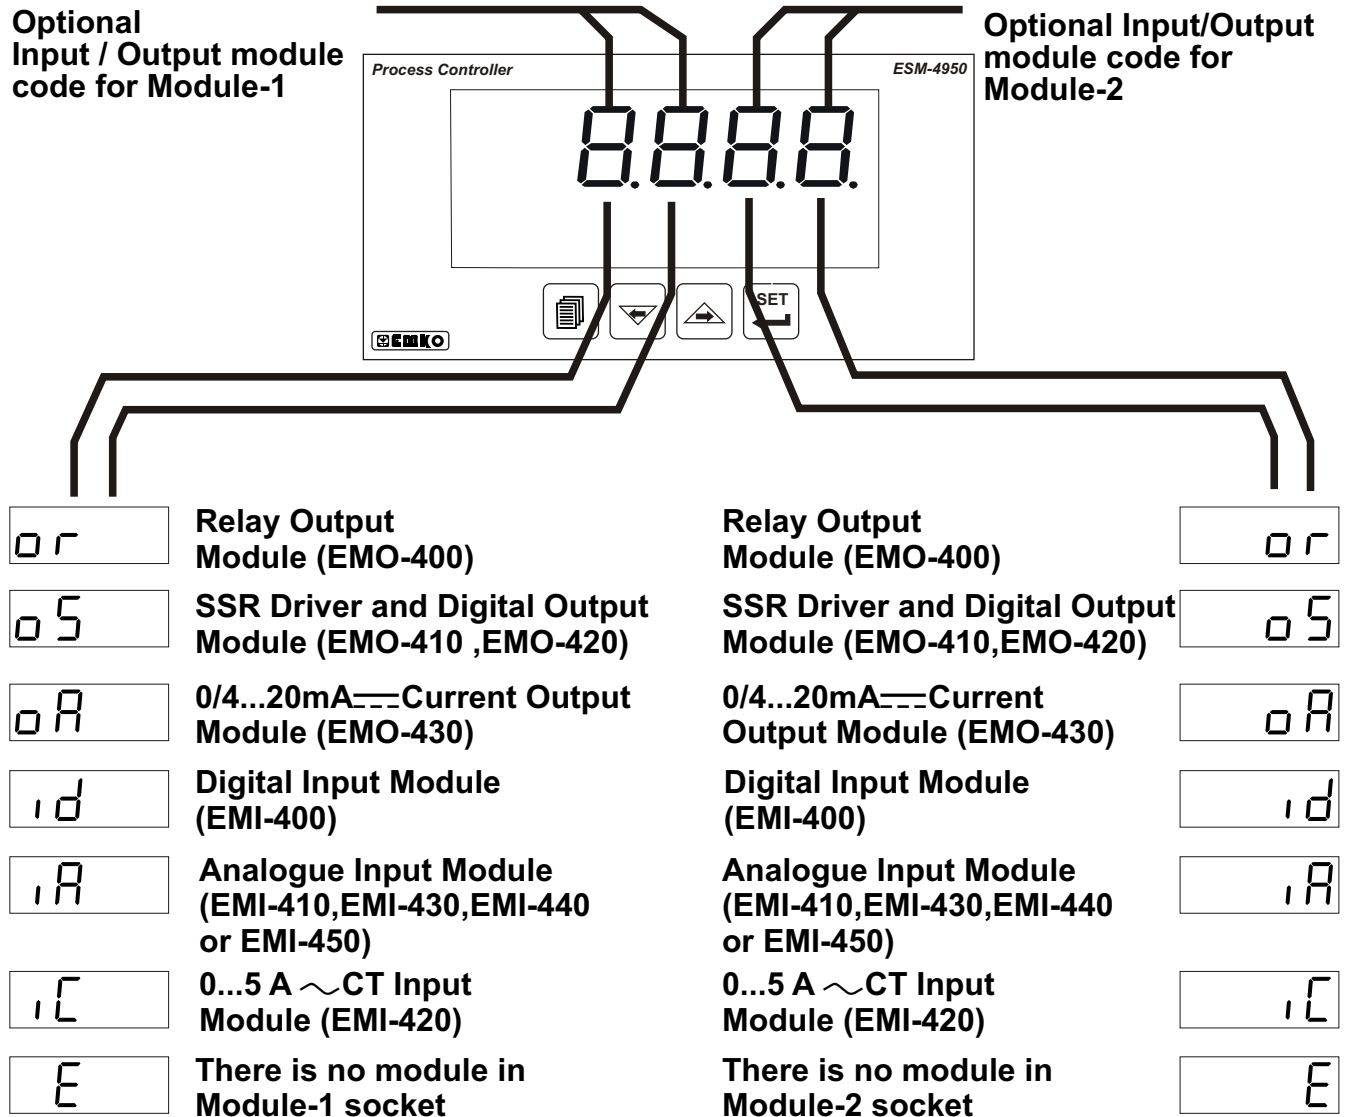 Optional
Input / Output module
code for Module-1
Optional Input/Output
module code for
Module-2
Process Controller
ESM-4950
8.8.8.8.
SET
EMKO
or
Relay Output
Module (EMO-400)
Relay Output
Module (EMO-400)
or
oS
SSR Driver and Digital Output
Module (EMO-410 ,EMO-420)
SSR Driver and Digital Output
Module (EMO-410,EMO-420)
oS
oA
0/4...20mA⎓Current Output
Module (EMO-430)
0/4...20mA⎓Current
Output Module (EMO-430)
oA
id
Digital Input Module
(EMI-400)
Digital Input Module
(EMI-400)
id
iA
Analogue Input Module
(EMI-410,EMI-430,EMI-440
or EMI-450)
Analogue Input Module
(EMI-410,EMI-430,EMI-440
or EMI-450)
iA
iC
0...5 A ~CT Input
Module (EMI-420)
0...5 A ~CT Input
Module (EMI-420)
iC
E
There is no module in
Module-1 socket
There is no module in
Module-2 socket
E